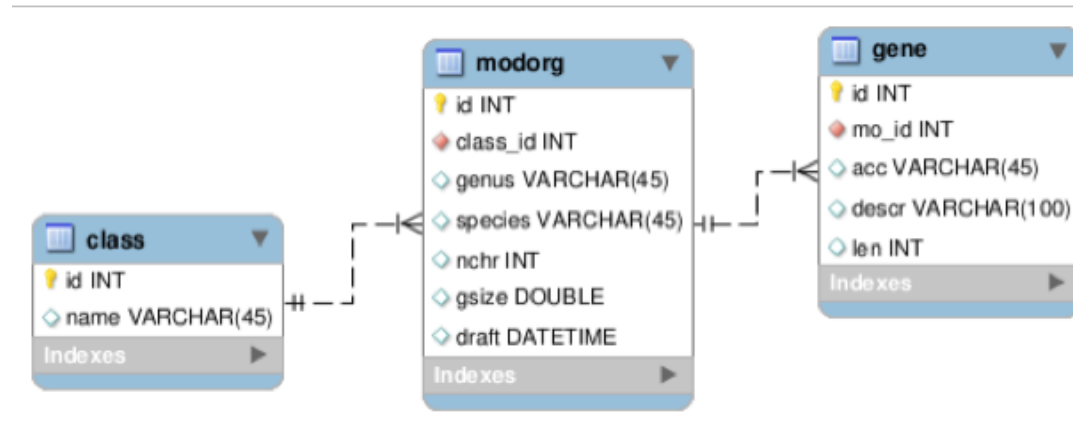 class
id INT
name VARCHAR(45)
Indexes
modorg
id INT
class_id INT
genus VARCHAR(45)
species VARCHAR(45)
nchr INT
gsize DOUBLE
draft DATETIME
Indexes
gene
id INT
mo_id INT
acc VARCHAR(45)
descr VARCHAR(100)
len INT
Indexes